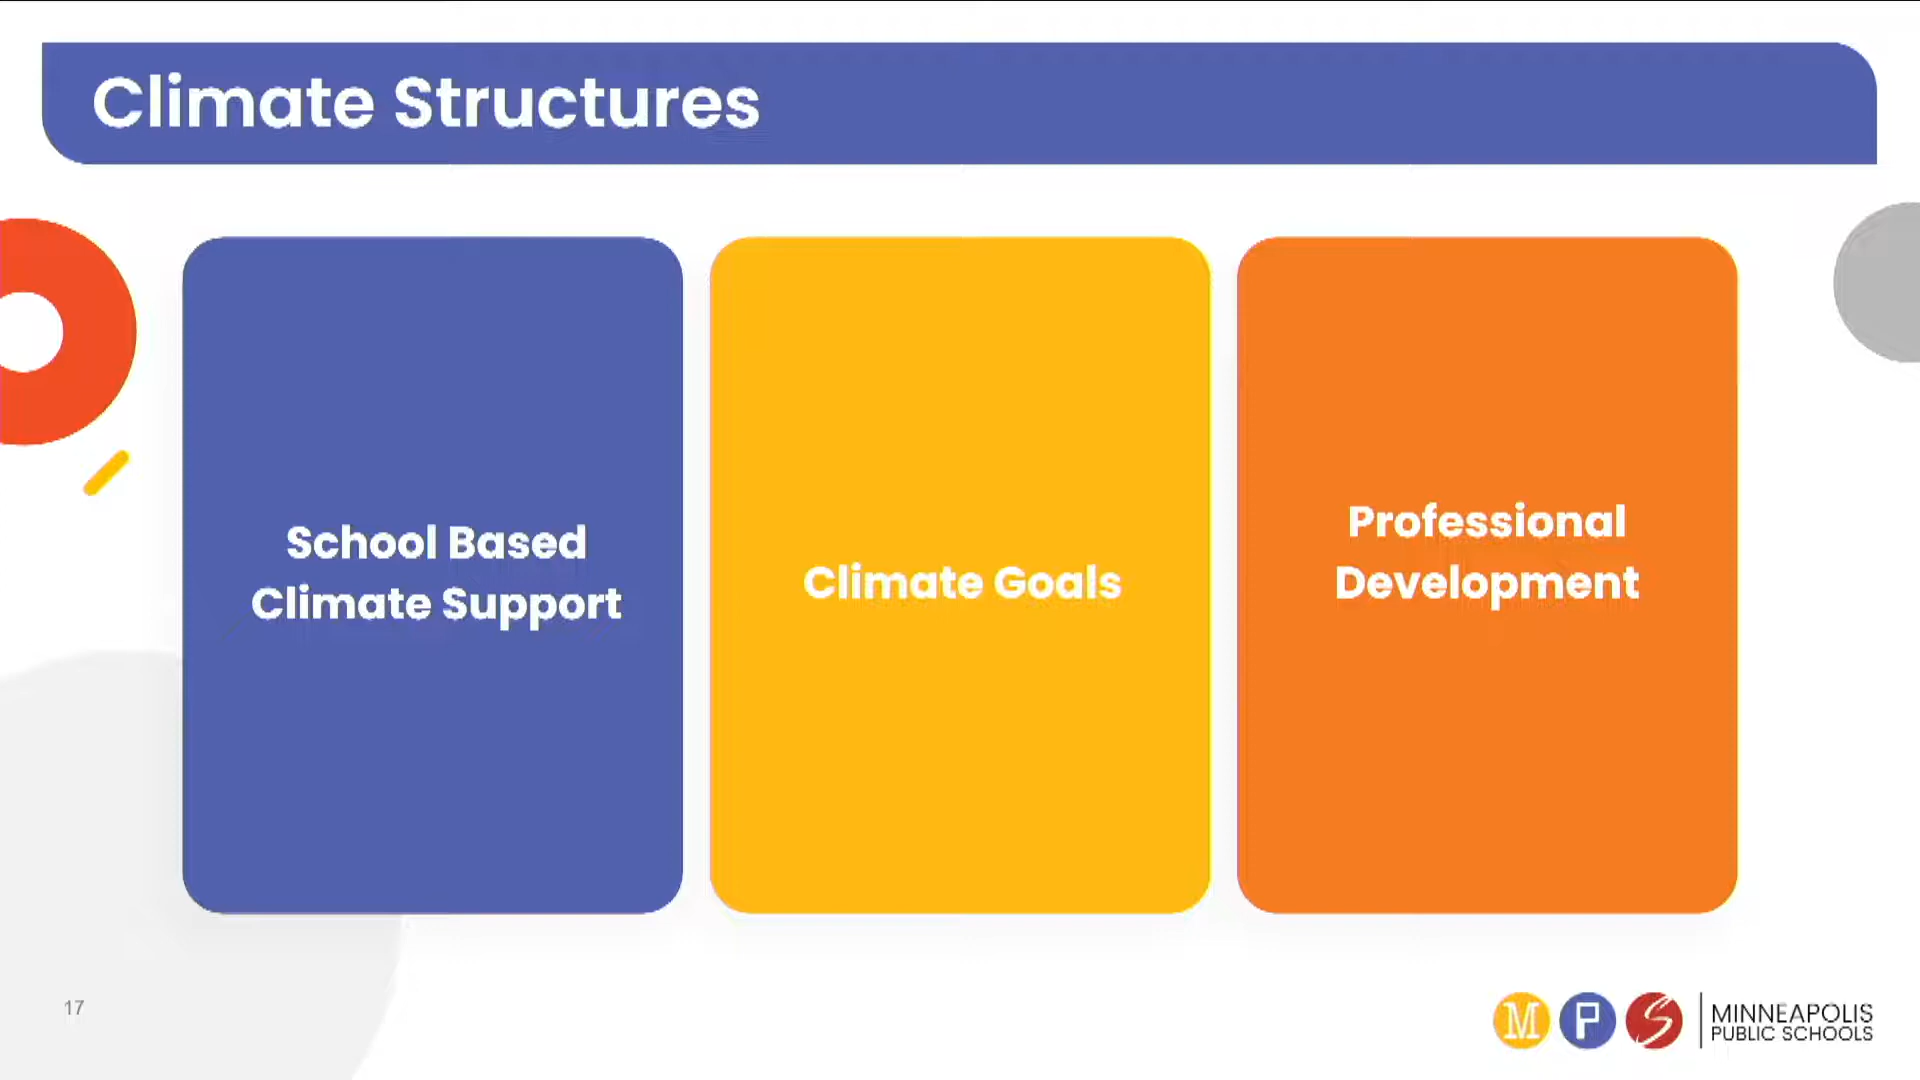 Climate Structures
School Based
Climate Support
Climate Goals
Professional
Development
17
M P S
MINNEAPOLIS
PUBLIC SCHOOLS